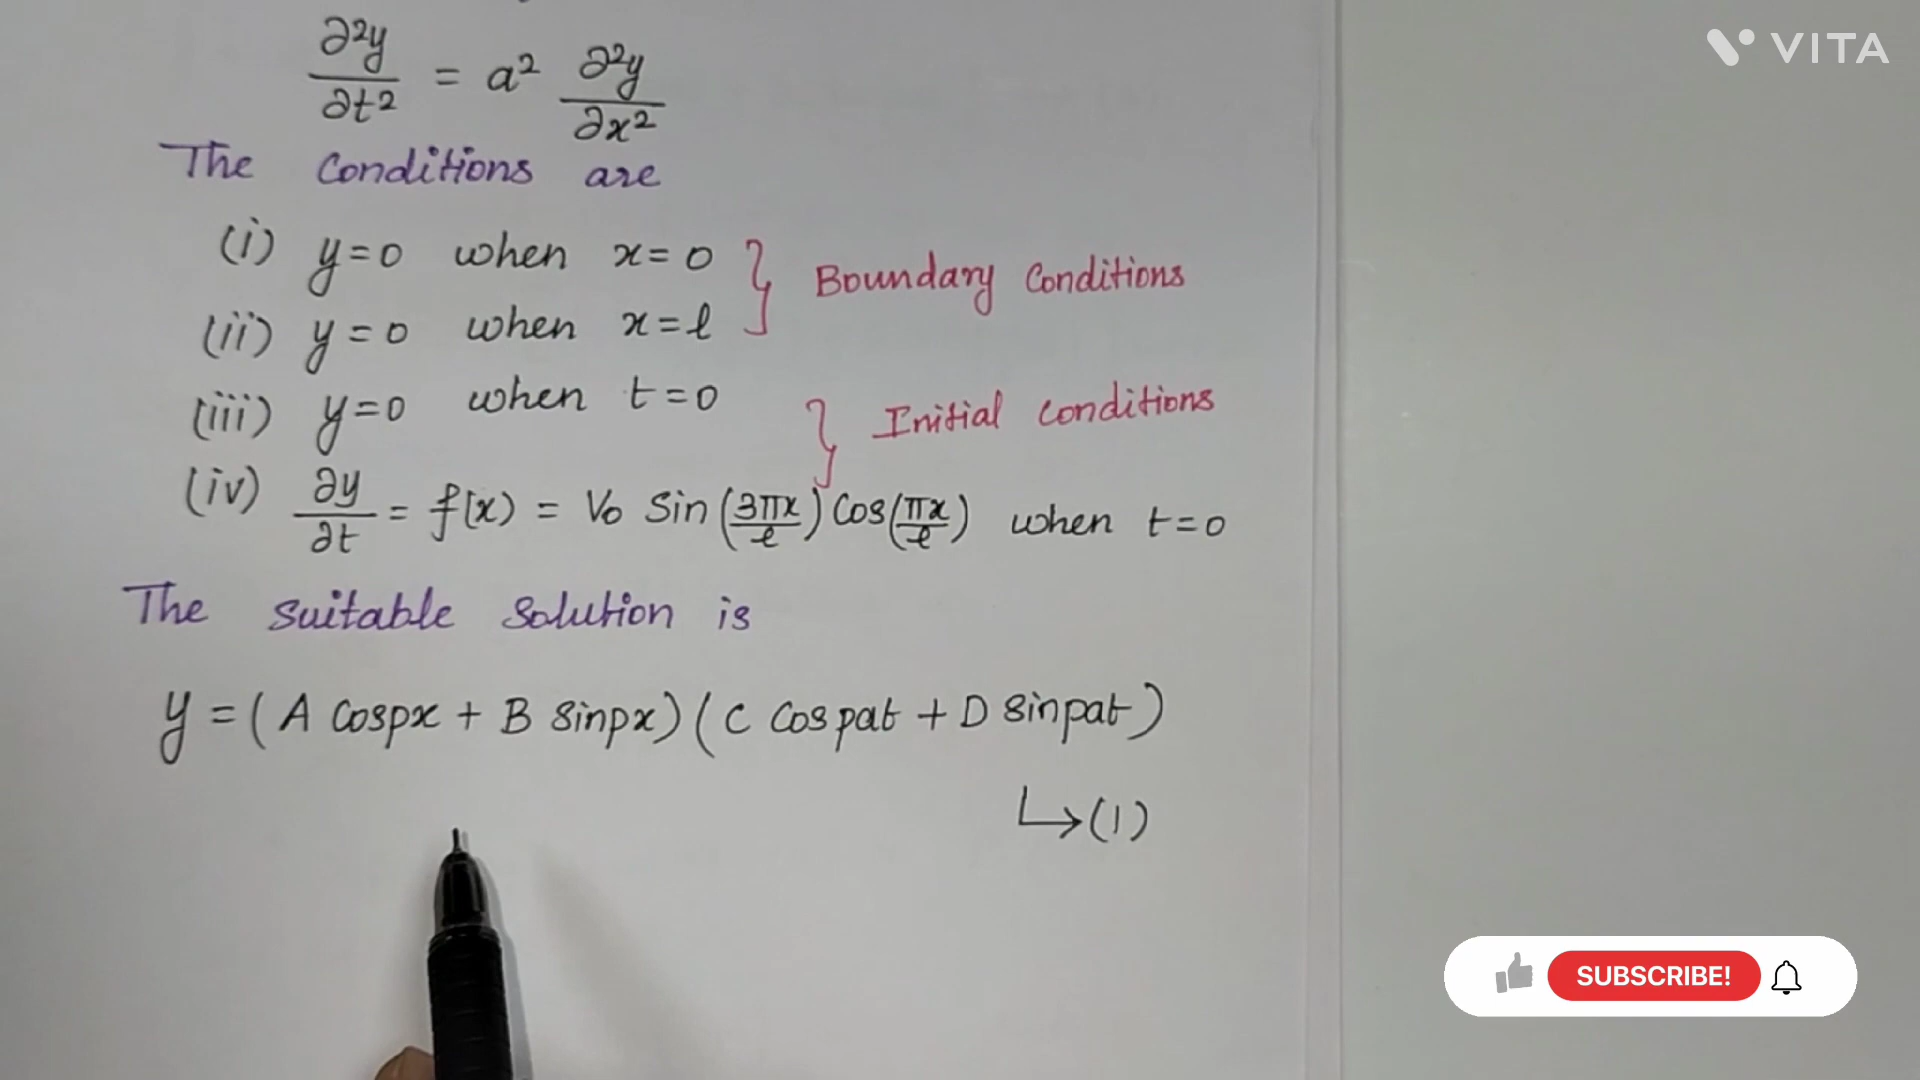 ∂²y/∂t² = a² ∂²y/∂x²
The Conditions are
(i) y=0 when x=0 } Boundary Conditions
(ii) y=0 when x=l
(iii) y=0 when t=0 } Initial conditions
(iv) ∂y/∂t = f(x) = V₀ Sin(3πx/l) Cos(πx/l) when t=0
The Suitable Solution is
y = (A Cospx + B Sinpx)(C Cospat + D Sinpat)
↳(1)
VITA
SUBSCRIBE!